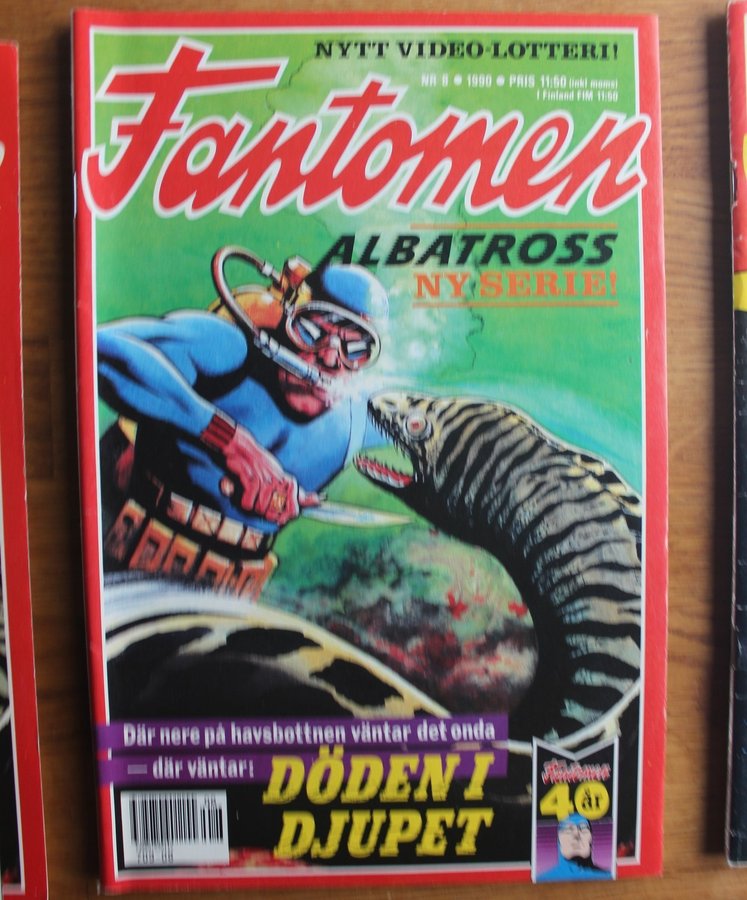 NYTT VIDEO-LOTTERI!
NR 8 • 1990 • PRIS 11:50 (inkl moms)
I Finland FIM 11:50
Fantomen
ALBATROSS
NY SERIE!
Där nere på havsbottnen väntar det onda
— där väntar:
DÖDEN I
DJUPET
Fantomen
40 år